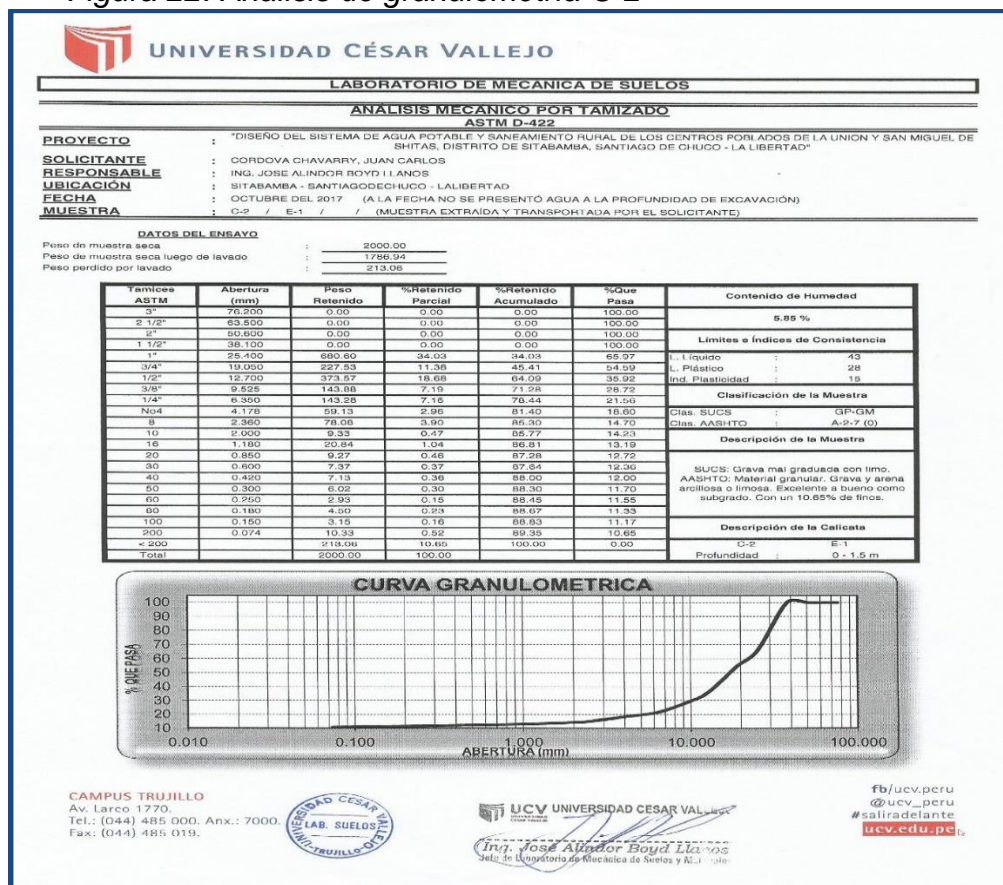 Figura 22: Análisis de granulometría C-2
UNIVERSIDAD CÉSAR VALLEJO
LABORATORIO DE MECANICA DE SUELOS
ANÁLISIS MECÁNICO POR TAMIZADO
ASTM D-422
PROYECTO : "DISEÑO DEL SISTEMA DE AGUA POTABLE Y SANEAMIENTO RURAL DE LOS CENTROS POBLADOS DE LA UNION Y SAN MIGUEL DE
SHITAS, DISTRITO DE SITABAMBA, SANTIAGO DE CHUCO - LA LIBERTAD"
SOLICITANTE : CORDOVA CHAVARRY, JUAN CARLOS
RESPONSABLE : ING. JOSE ALINDOR BOYD LLANOS
UBICACIÓN : SITABAMBA - SANTIAGODECHUCO - LALIBERTAD
FECHA : OCTUBRE DEL 2017 (A LA FECHA NO SE PRESENTÓ AGUA A LA PROFUNDIDAD DE EXCAVACIÓN)
MUESTRA : C-2 / E-1 / / (MUESTRA EXTRAÍDA Y TRANSPORTADA POR EL SOLICITANTE)
DATOS DEL ENSAYO
Peso de muestra seca : 2000.00
Peso de muestra seca luego de lavado : 1786.94
Peso perdido por lavado : 213.06
Tamices ASTM Abertura (mm) Peso Retenido %Retenido Parcial %Retenido Acumulado %Que Pasa
3" 76.200 0.00 0.00 0.00 100.00
2 1/2" 63.500 0.00 0.00 0.00 100.00
2" 50.600 0.00 0.00 0.00 100.00
1 1/2" 38.100 0.00 0.00 0.00 100.00
1" 25.400 680.60 34.03 34.03 65.97
3/4" 19.050 227.53 11.38 45.41 54.59
1/2" 12.700 373.57 18.68 64.09 35.92
3/8" 9.525 143.88 7.19 71.28 28.72
1/4" 6.350 143.28 7.16 78.44 21.56
No4 4.178 59.13 2.96 81.40 18.60
8 2.360 78.08 3.90 85.30 14.70
10 2.000 9.33 0.47 85.77 14.23
16 1.180 20.84 1.04 86.81 13.19
20 0.850 9.27 0.46 87.28 12.72
30 0.600 7.37 0.37 87.64 12.36
40 0.420 7.13 0.36 88.00 12.00
50 0.300 6.02 0.30 88.30 11.70
60 0.250 2.93 0.15 88.45 11.55
80 0.180 4.50 0.23 88.67 11.33
100 0.150 3.15 0.16 88.83 11.17
200 0.074 10.33 0.52 89.35 10.65
< 200 213.06 10.65 100.00 0.00
Total 2000.00 100.00
Contenido de Humedad
5.85 %
Límites e Índices de Consistencia
L. Líquido : 43
L. Plástico : 28
Ind. Plasticidad : 15
Clasificación de la Muestra
Clas. SUCS : GP-GM
Clas. AASHTO : A-2-7 (0)
Descripción de la Muestra
SUCS: Grava mal graduada con limo.
AASHTO: Material granular. Grava y arena
arcillosa o limosa. Excelente a bueno como
subgrado. Con un 10.65% de finos.
Descripción de la Calicata
C-2 E-1
Profundidad : 0 - 1.5 m
CURVA GRANULOMETRICA
% QUE PASA
100
90
80
70
60
50
40
30
20
10
0.010 0.100 1.000 10.000 100.000
ABERTURA (mm)
CAMPUS TRUJILLO
Av. Larco 1770.
Tel.: (044) 485 000. Anx.: 7000.
Fax: (044) 485 019.
UNIVERSIDAD CESAR VALLEJO
LAB. SUELOS
TRUJILLO
UCV UNIVERSIDAD CESAR VALLEJO
Ing. José Alindor Boyd Llanos
Jefe de Laboratorio de Mecánica de Suelos y
fb/ucv.peru
@ucv_peru
#saliradelante
ucv.edu.pe